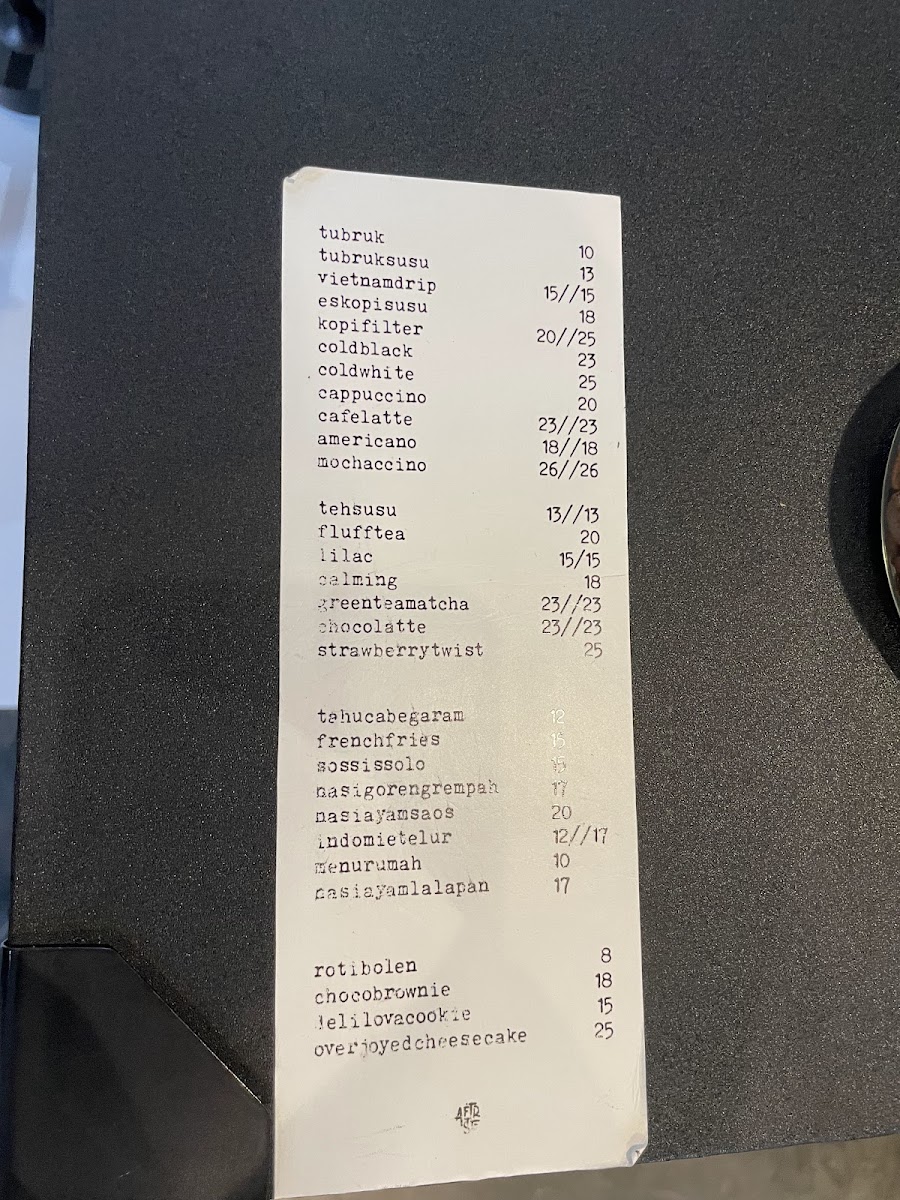 tubruk 10
tubruksusu 13
vietnamdrip 15//15
eskopisusu 18
kopifilter 20//25
coldblack 23
coldwhite 25
cappuccino 20
cafelatte 23//23
americano 18//18
mochaccino 26//26
tehsusu 13//13
flufftea 20
lilac 15/15
calming 18
greenteamatcha 23//23
chocolatte 23//23
strawberrytwist 25
tahucabegaram 12
frenchfries
sossissolo 15
nasigorengrempah 17
nasiayamsaos 20
indomietelur 12//17
menurumah 10
nasiayamlalapan 17
rotibolen 8
chocobrownie 18
lelilovacookie 15
overjoyedcheesecake 25